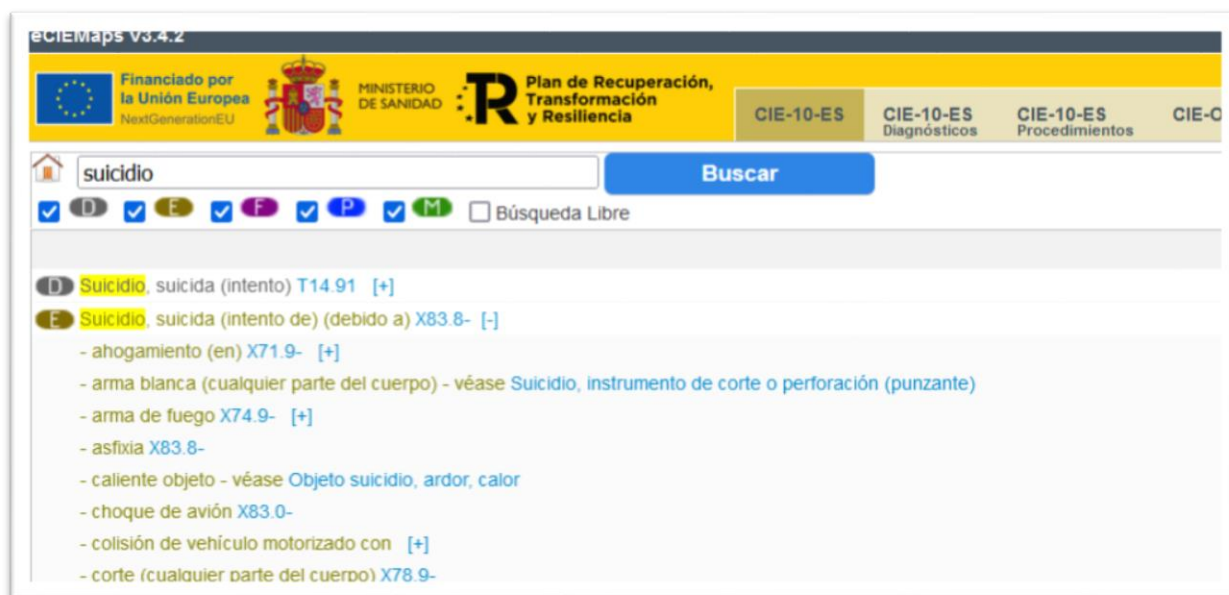 eCIEMaps v3.4.2
Financiado por
la Unión Europea
NextGenerationEU
MINISTERIO
DE SANIDAD
R
Plan de Recuperación,
Transformación
y Resiliencia
CIE-10-ES
CIE-10-ES
Diagnósticos
CIE-10-ES
Procedimientos
CIE-O
suicidio
Buscar
D E F P M Búsqueda Libre
D Suicidio, suicida (intento) T14.91 [+]
E Suicidio, suicida (intento de) (debido a) X83.8- [-]
- ahogamiento (en) X71.9- [+]
- arma blanca (cualquier parte del cuerpo) - véase Suicidio, instrumento de corte o perforación (punzante)
- arma de fuego X74.9- [+]
- asfixia X83.8-
- caliente objeto - véase Objeto suicidio, ardor, calor
- choque de avión X83.0-
- colisión de vehículo motorizado con [+]
- corte (cualquier parte del cuerpo) X78.9-